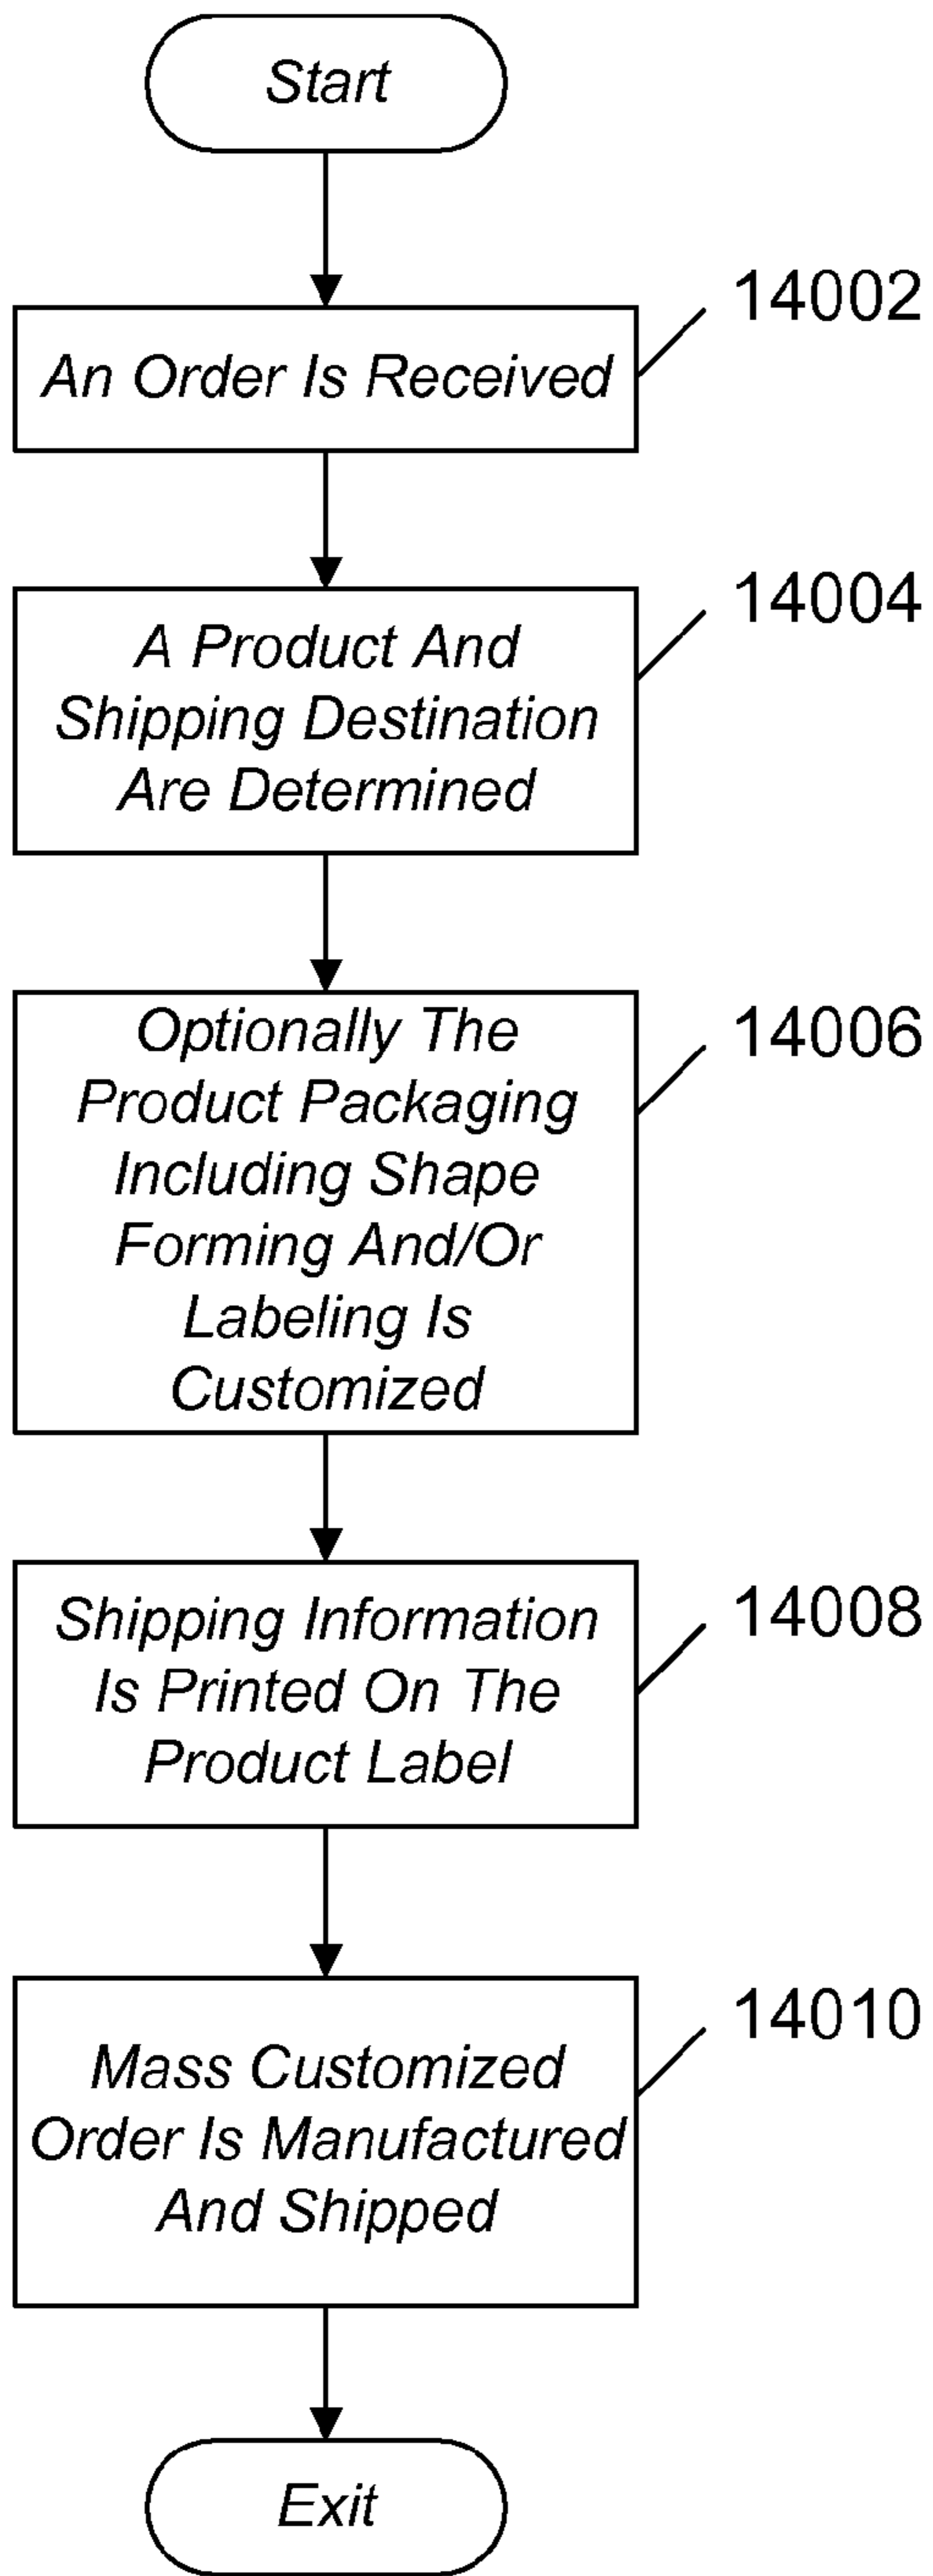 Start
An Order Is Received
14002
A Product And
Shipping Destination
Are Determined
14004
Optionally The
Product Packaging
Including Shape
Forming And/Or
Labeling Is
Customized
14006
Shipping Information
Is Printed On The
Product Label
14008
Mass Customized
Order Is Manufactured
And Shipped
14010
Exit